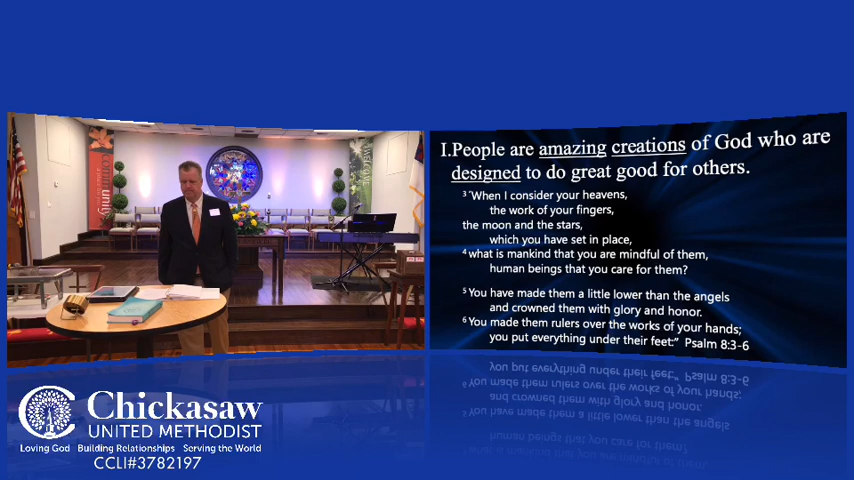 community
WELCOME
I.People are amazing creations of God who are
designed to do great good for others.
3 "When I consider your heavens,
the work of your fingers,
the moon and the stars,
which you have set in place,
4 what is mankind that you are mindful of them,
human beings that you care for them?
5 You have made them a little lower than the angels
and crowned them with glory and honor.
6 You made them rulers over the works of your hands;
you put everything under their feet:” Psalm 8:3-6
Chickasaw
UNITED METHODIST
Loving God Building Relationships Serving the World
CCLI#3782197